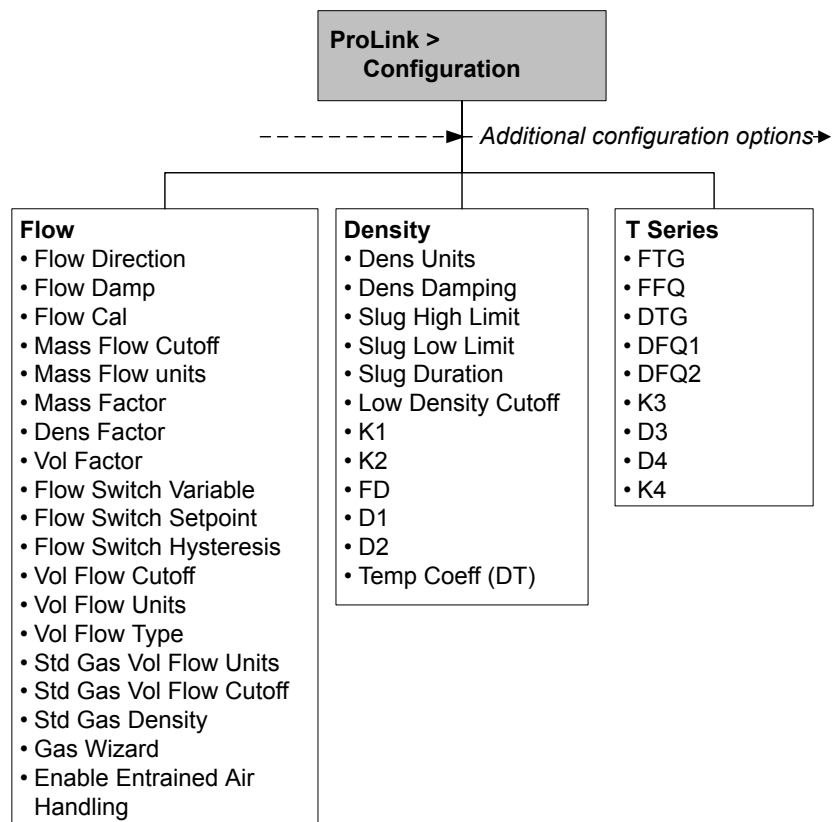 ProLink >
Configuration
Additional configuration options
Flow
• Flow Direction
• Flow Damp
• Flow Cal
• Mass Flow Cutoff
• Mass Flow units
• Mass Factor
• Dens Factor
• Vol Factor
• Flow Switch Variable
• Flow Switch Setpoint
• Flow Switch Hysteresis
• Vol Flow Cutoff
• Vol Flow Units
• Vol Flow Type
• Std Gas Vol Flow Units
• Std Gas Vol Flow Cutoff
• Std Gas Density
• Gas Wizard
• Enable Entrained Air
Handling
Density
• Dens Units
• Dens Damping
• Slug High Limit
• Slug Low Limit
• Slug Duration
• Low Density Cutoff
• K1
• K2
• FD
• D1
• D2
• Temp Coeff (DT)
T Series
• FTG
• FFQ
• DTG
• DFQ1
• DFQ2
• K3
• D3
• D4
• K4